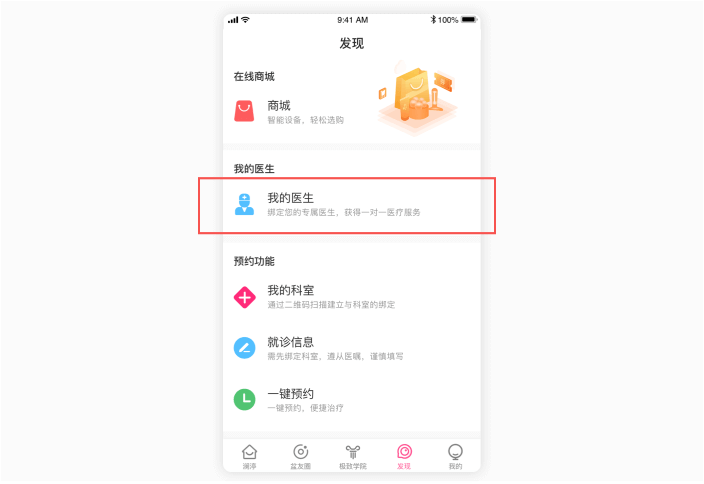 9:41 AM
100%
发现
在线商城
商城
智能设备，轻松选购
我的医生
我的医生
绑定您的专属医生，获得一对一医疗服务
预约功能
我的科室
通过二维码扫描建立与科室的绑定
就诊信息
需先绑定科室，遵从医嘱，谨慎填写
一键预约
一键预约，便捷治疗
澜渟
盆友圈
极致学院
发现
我的